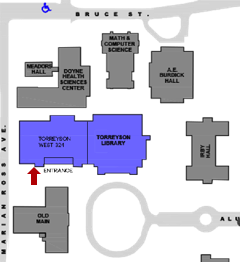 BRUCE ST.
MATH &
COMPUTER
SCIENCE
MEADORS
HALL
DOYNE
HEALTH
SCIENCES
CENTER
A.E.
BURDICK
HALL
TORREYSON
WEST 321
TORREYSON
LIBRARY
IRBY
HALL
ENTRANCE
MARIAN ROSS AVE.
OLD
MAIN
ALU